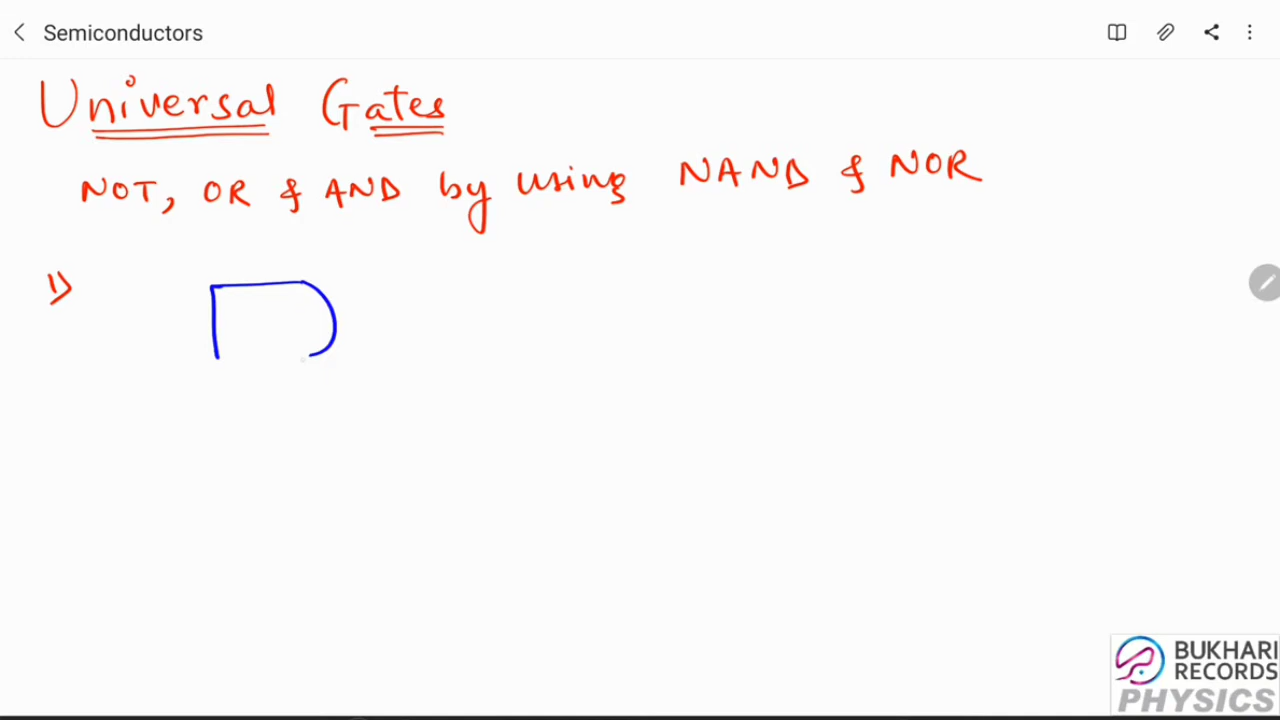 Semiconductors
Universal Gates
NOT, OR & AND by using NAND & NOR
1)
BUKHARI
RECORDS
PHYSICS